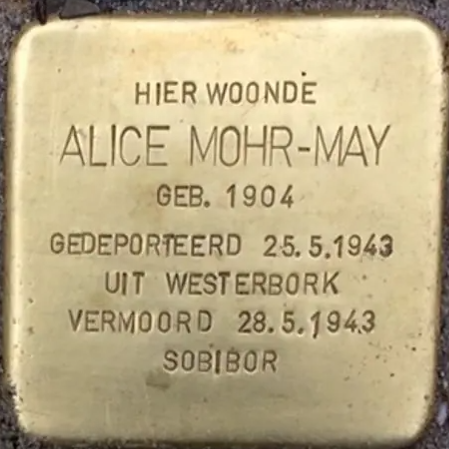 HIER WOONDE
ALICE MOHR-MAY
GEB. 1904
GEDEPORTEERD 25.5.1943
UIT WESTERBORK
VERMOORD 28.5.1943
SOBIBOR